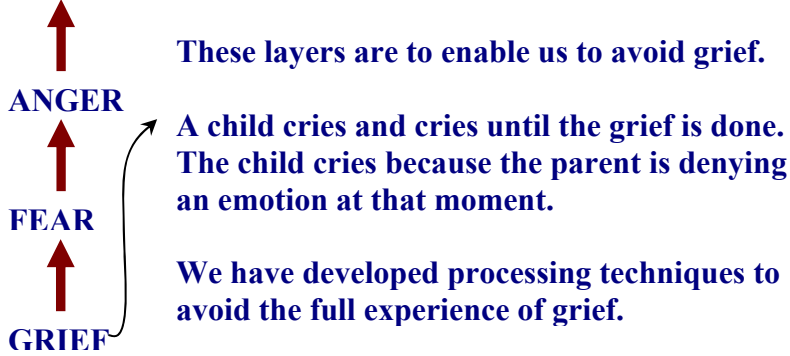 These layers are to enable us to avoid grief.
ANGER
A child cries and cries until the grief is done.
The child cries because the parent is denying
an emotion at that moment.
FEAR
We have developed processing techniques to
avoid the full experience of grief.
GRIEF